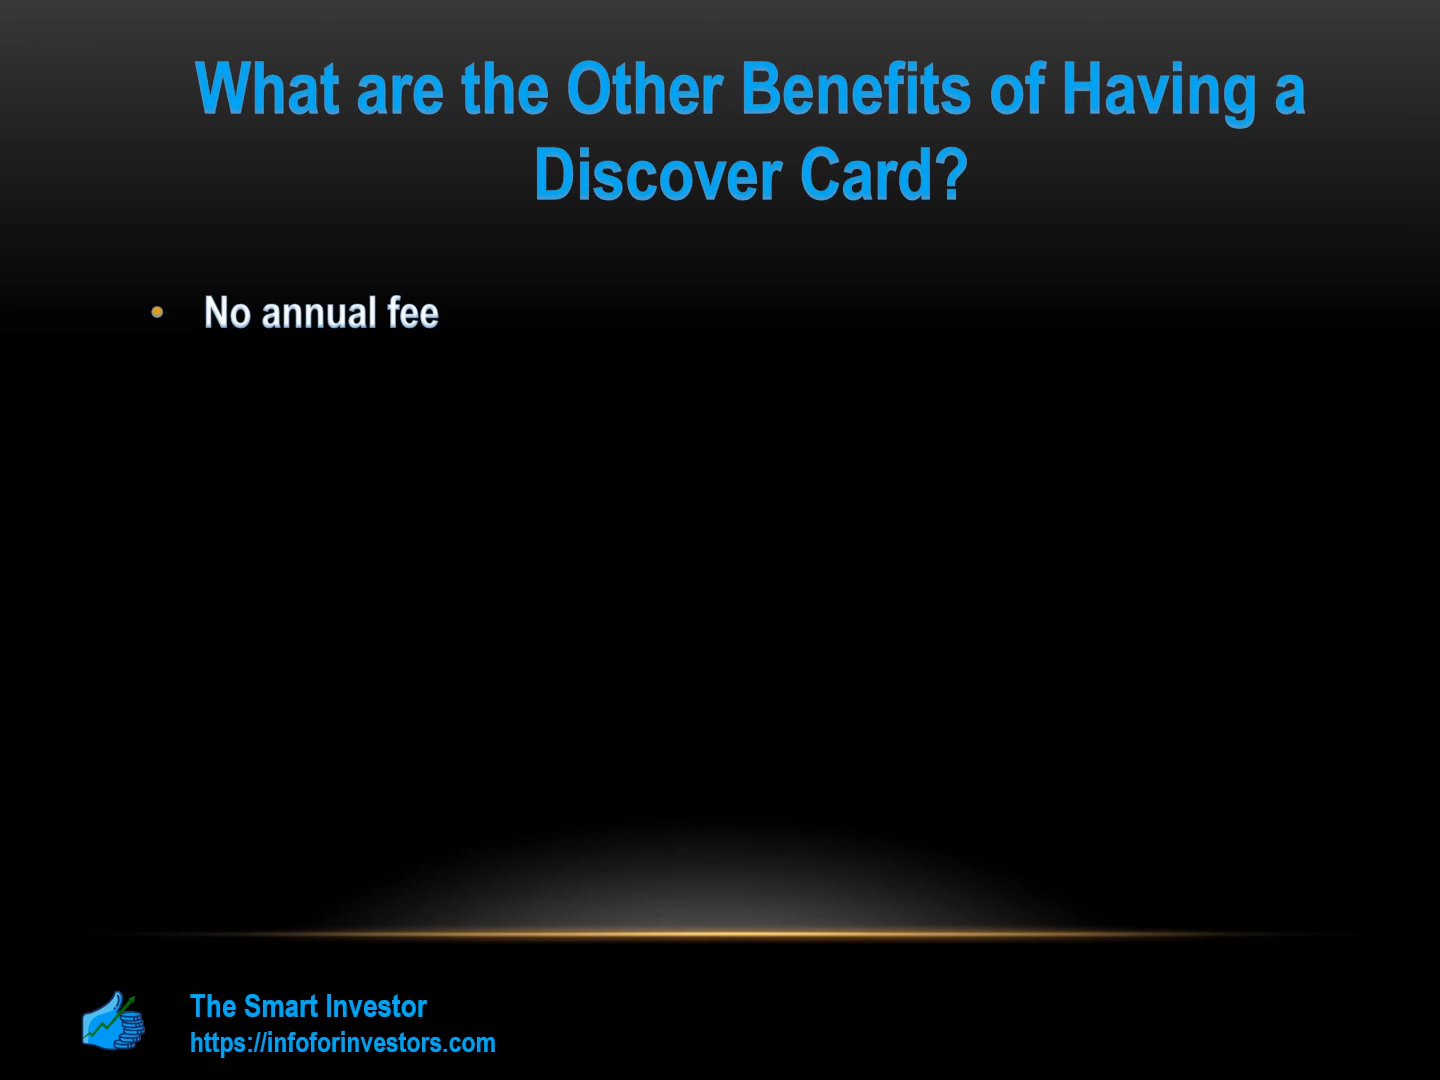 What are the Other Benefits of Having a
Discover Card?
• No annual fee
The Smart Investor
https://infoforinvestors.com